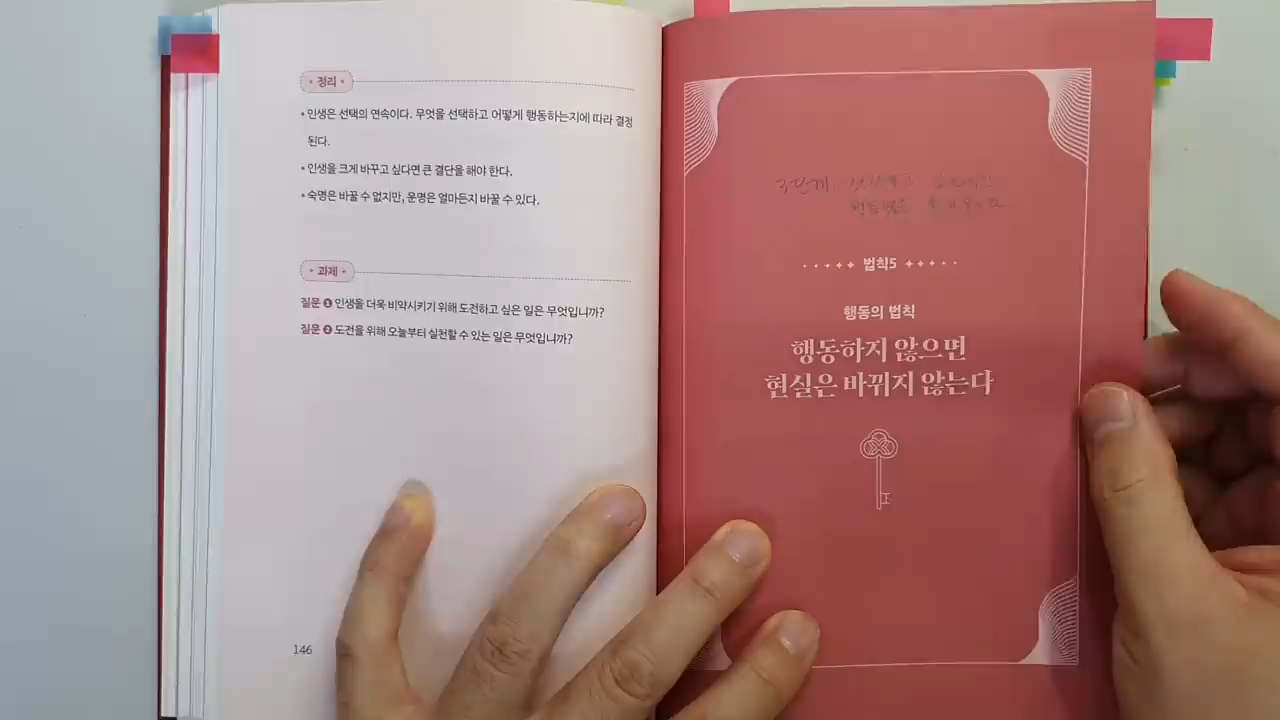 정리
• 인생은 선택의 연속이다. 무엇을 선택하고 어떻게 행동하는지에 따라 결정
된다.
• 인생을 크게 바꾸고 싶다면 큰 결단을 해야 한다.
• 숙명은 바꿀 수 없지만, 운명은 얼마든지 바꿀 수 있다.
과제
질문 1 인생을 더욱 비약시키기 위해 도전하고 싶은 일은 무엇입니까?
질문 2 도전을 위해 오늘부터 실천할 수 있는 일은 무엇입니까?
146
3단계
법칙5
행동의 법칙
행동하지 않으면
현실은 바뀌지 않는다